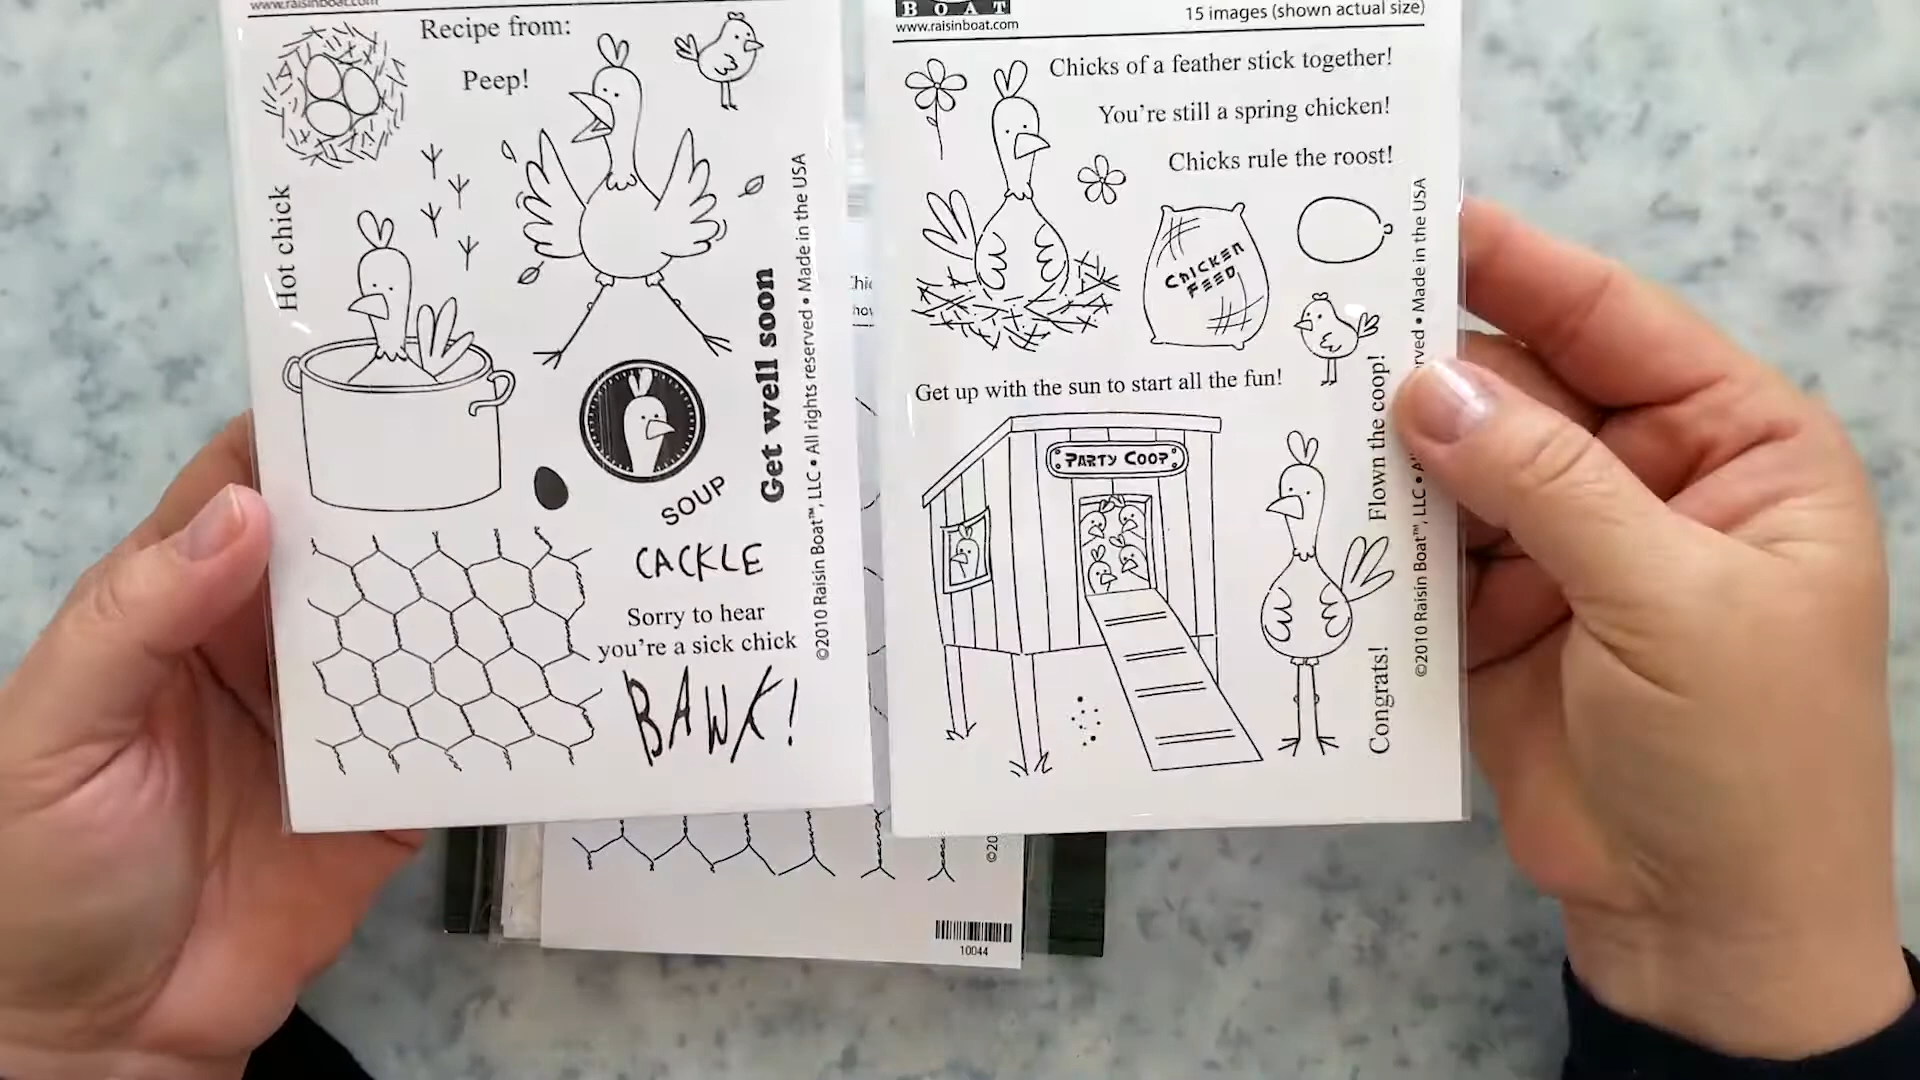 www.raisinboat.com
Recipe from:
Peep!
Hot chick
©2010 Raisin Boat™, LLC • All rights reserved • Made in the USA
Get well soon
SOUP
CACKLE
Sorry to hear
you're a sick chick
BAWK!
BOAT
www.raisinboat.com
15 images (shown actual size)
Chicks of a feather stick together!
You're still a spring chicken!
Chicks rule the roost!
CHICKEN
FEED
Get up with the sun to start all the fun!
PARTY COOP
Flown the coop!
Congrats!
©2010 Raisin Boat™, LLC • rved • Made in the USA
10044